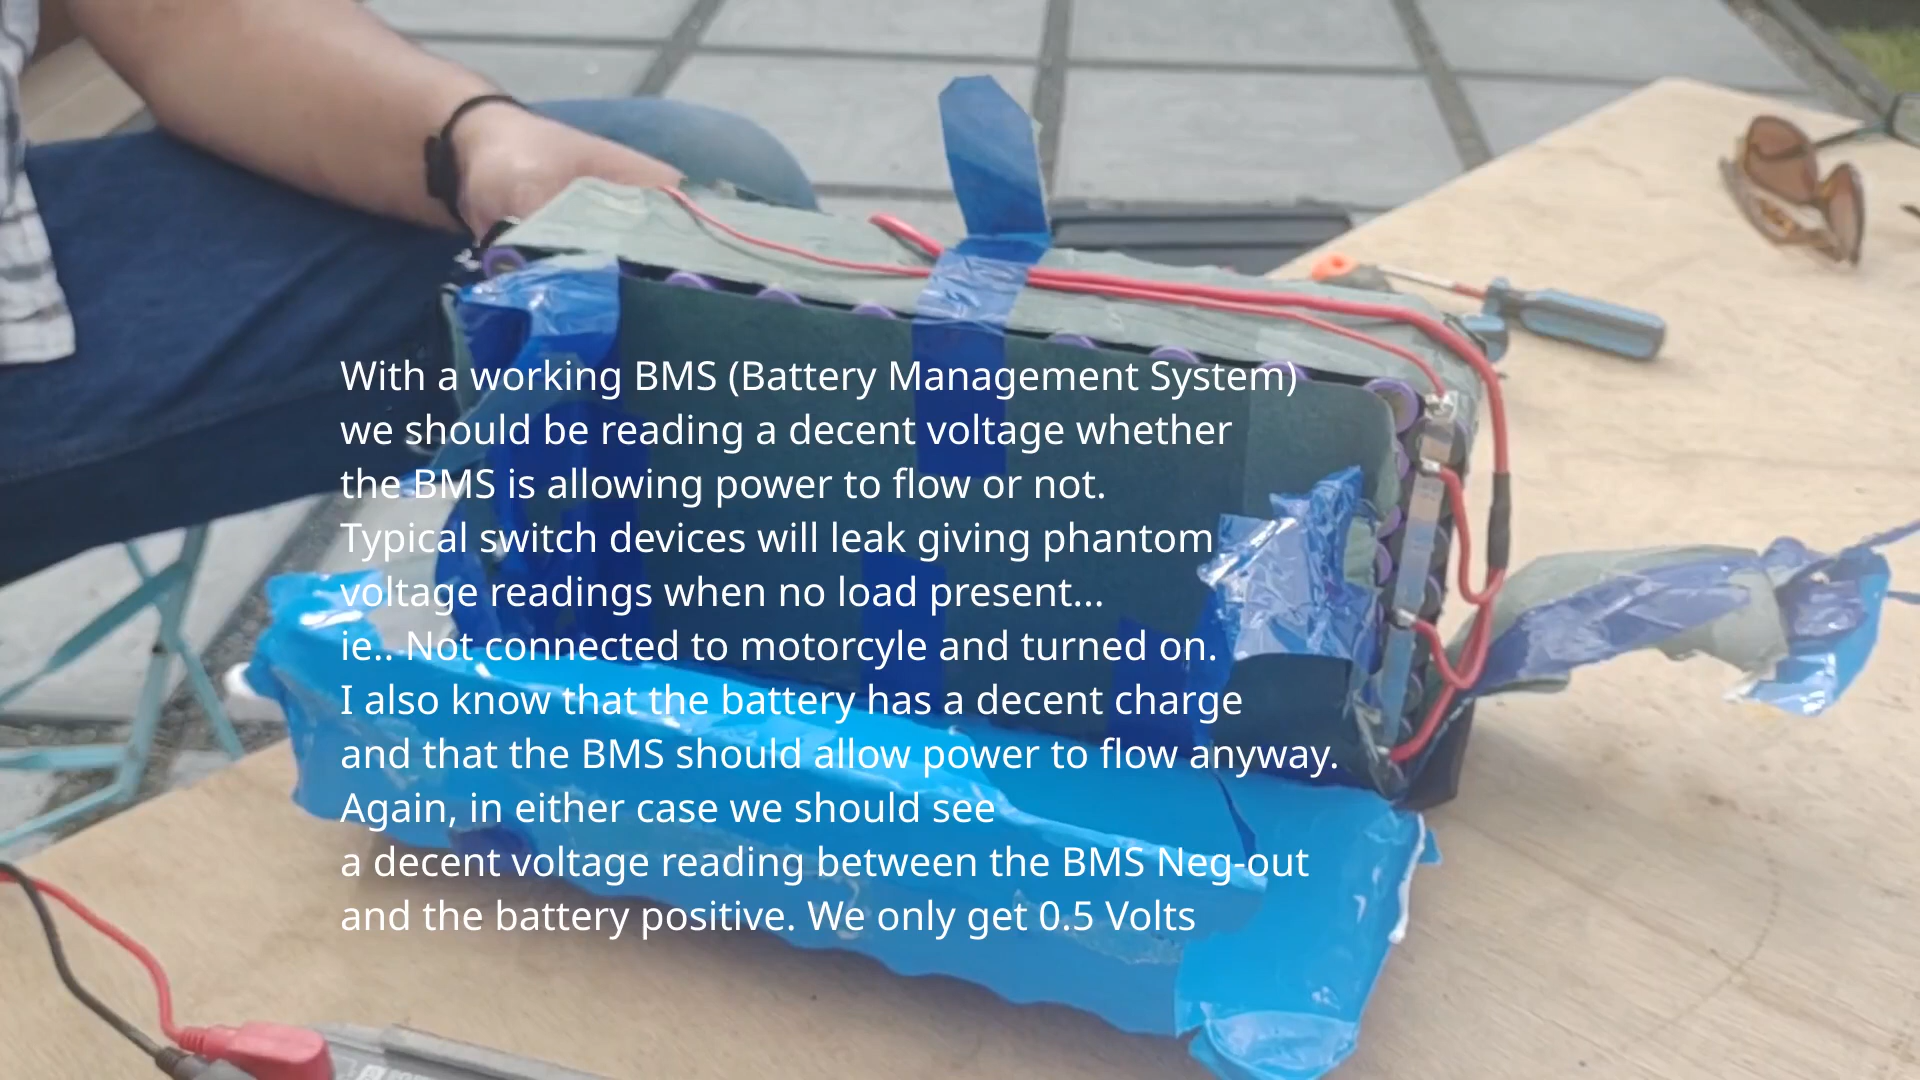 With a working BMS (Battery Management System)
we should be reading a decent voltage whether
the BMS is allowing power to flow or not.
Typical switch devices will leak giving phantom
voltage readings when no load present...
ie.. Not connected to motorcyle and turned on.
I also know that the battery has a decent charge
and that the BMS should allow power to flow anyway.
Again, in either case we should see
a decent voltage reading between the BMS Neg-out
and the battery positive. We only get 0.5 Volts